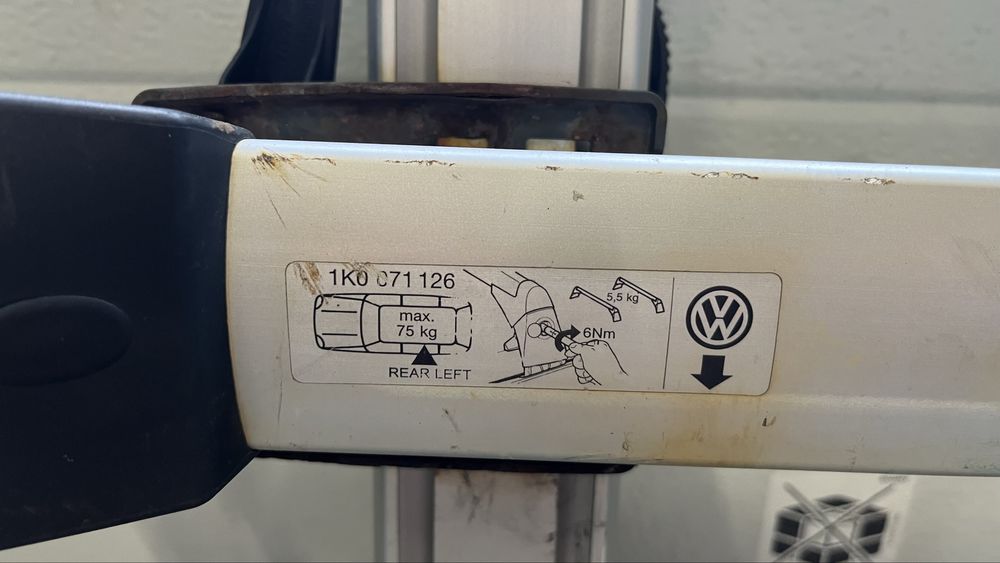 1K0 071 126
max.
75 kg
REAR LEFT
5,5 kg
6Nm